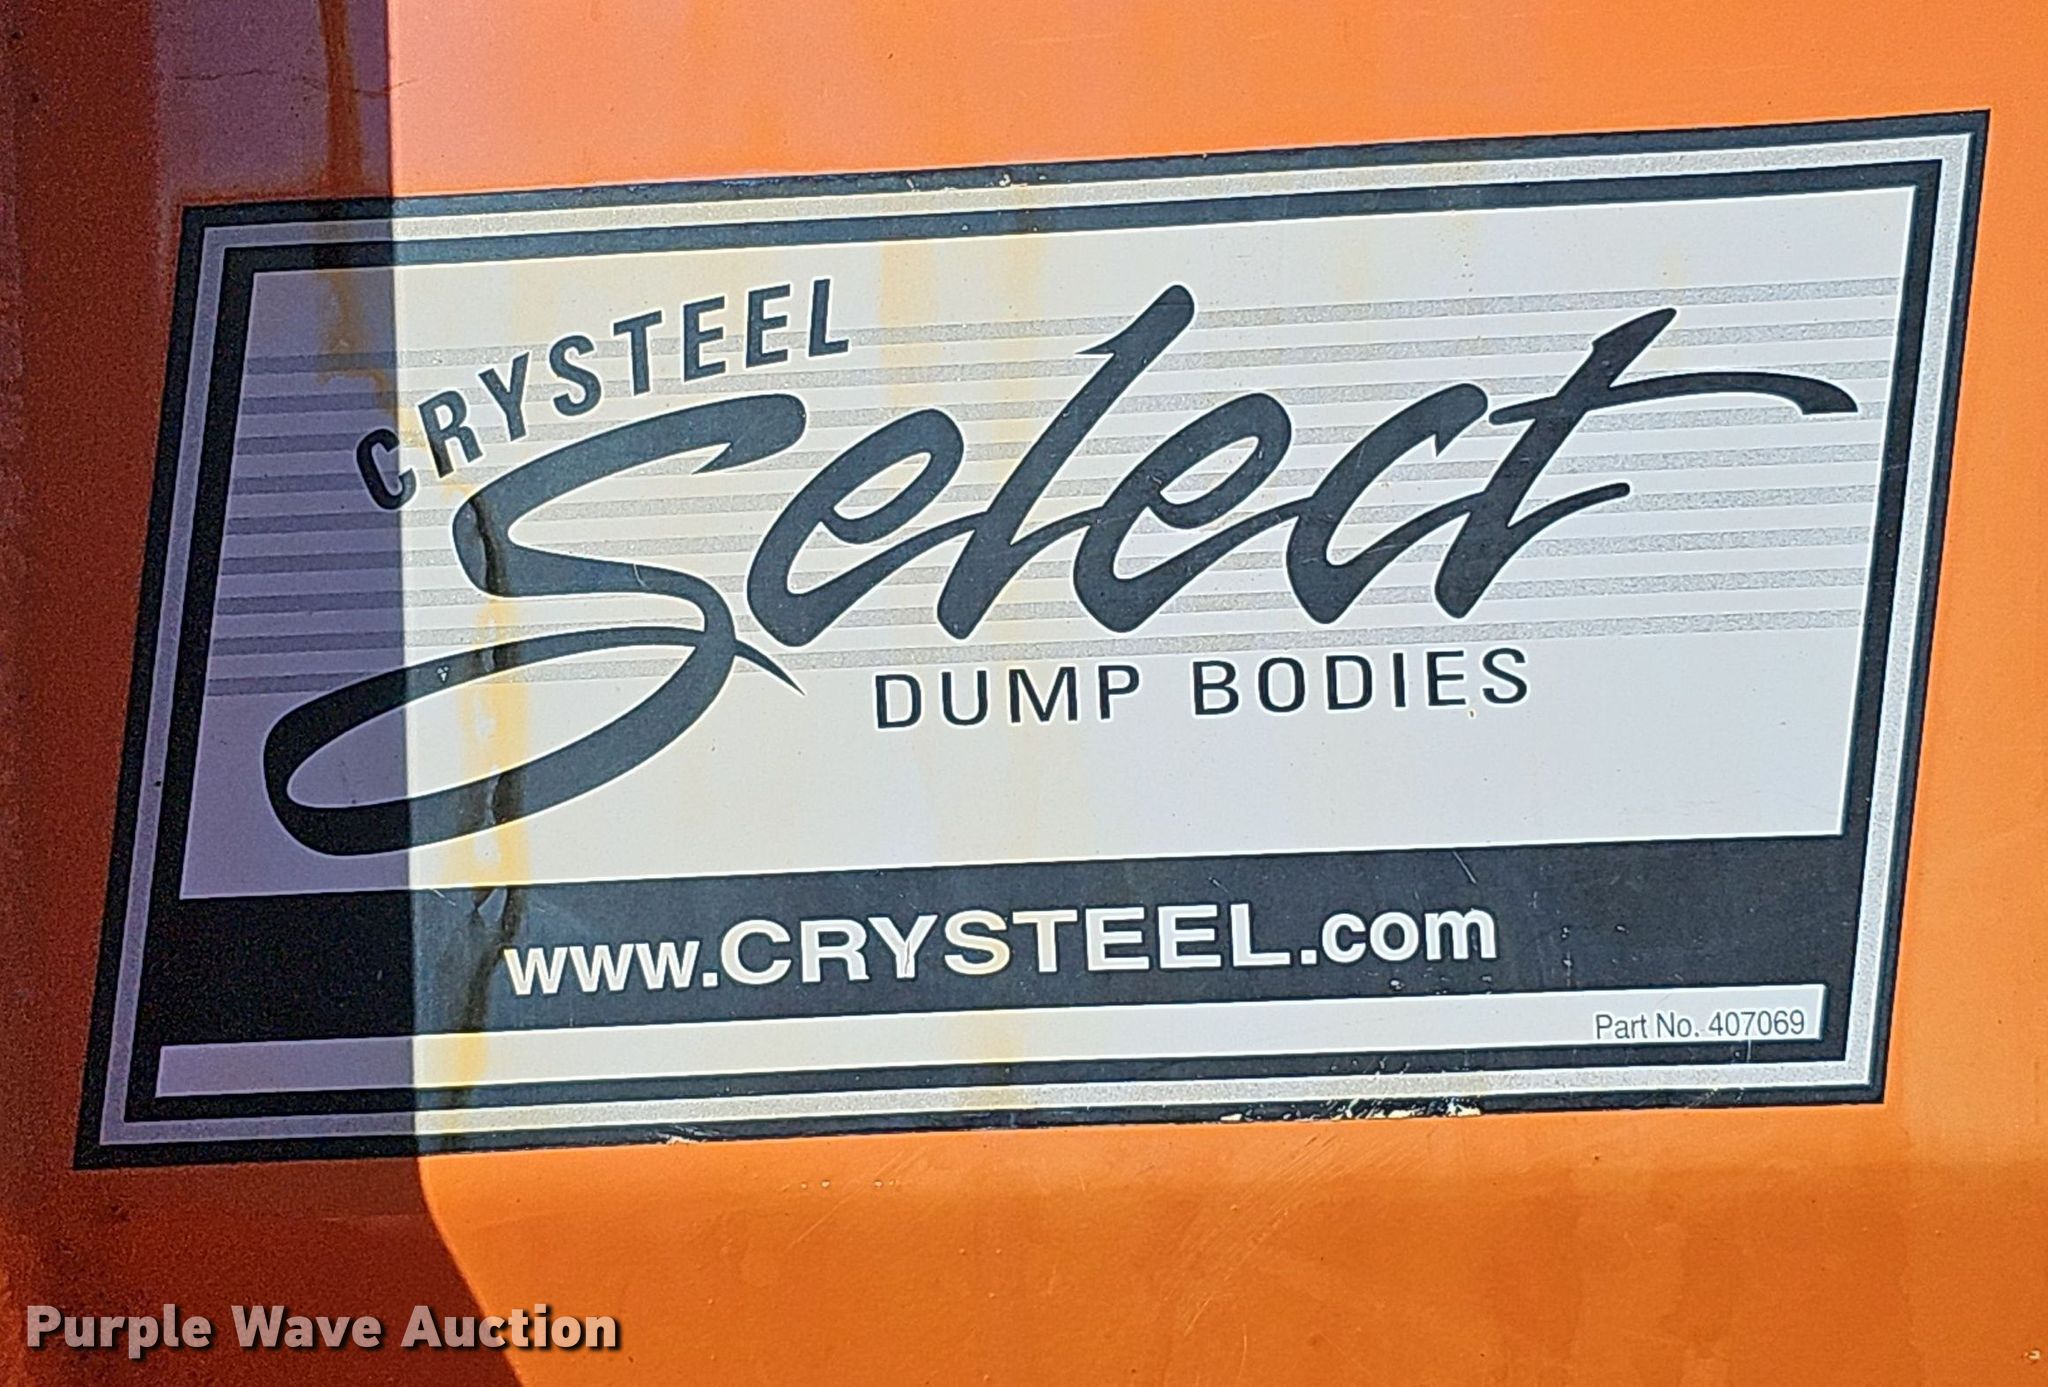 CRYSTEEL
Select
DUMP BODIES
www.CRYSTEEL.com
Part No. 407069
Purple Wave Auction